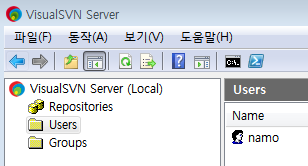 VisualSVN Server
파일(F) 동작(A) 보기(V) 도움말(H)
VisualSVN Server (Local)
Repositories
Users
Groups
Users
Name
namo